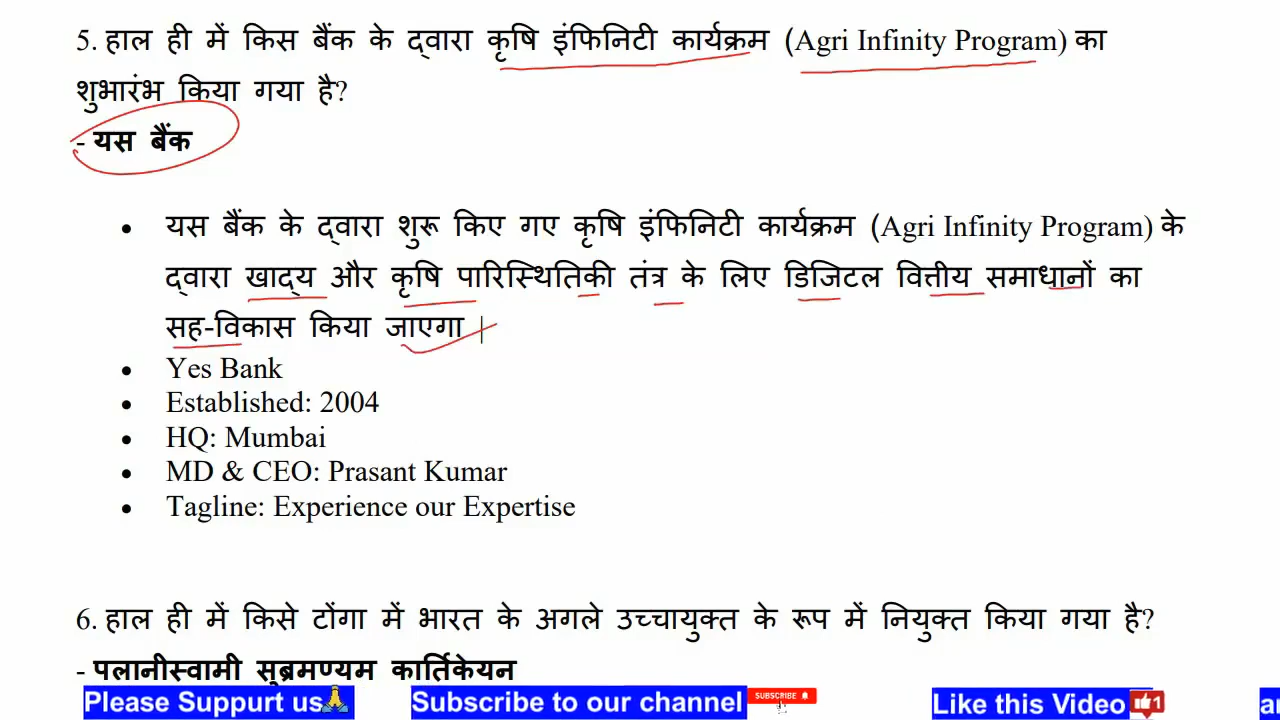 5. हाल ही में किस बैंक के द्वारा कृषि इंफिनिटी कार्यक्रम (Agri Infinity Program) का
शुभारंभ किया गया है?
- यस बैंक
• यस बैंक के द्वारा शुरू किए गए कृषि इंफिनिटी कार्यक्रम (Agri Infinity Program) के
द्वारा खाद्य और कृषि पारिस्थितिकी तंत्र के लिए डिजिटल वित्तीय समाधानों का
सह-विकास किया जाएगा |
• Yes Bank
• Established: 2004
• HQ: Mumbai
• MD & CEO: Prasant Kumar
• Tagline: Experience our Expertise
6. हाल ही में किसे टोंगा में भारत के अगले उच्चायुक्त के रूप में नियुक्त किया गया है?
- पलानीस्वामी सुब्रमण्यम कार्तिकेयन
Please Suppurt us🙏 Subscribe to our channel SUBSCRIBE Like this Video 1